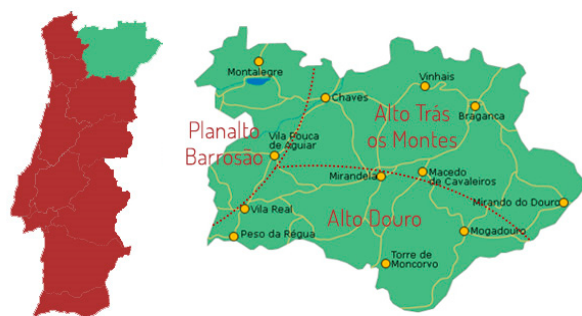 Montalegre
Vinhais
Chaves
Bragança
Alto Trás
os Montes
Planalto
Barrosão
Vila Pouca
de Aguiar
Mirandela
Macedo
de Cavaleiros
Mirando do Douro
Vila Real
Alto Douro
Peso da Régua
Mogadouro
Torre de
Moncorvo